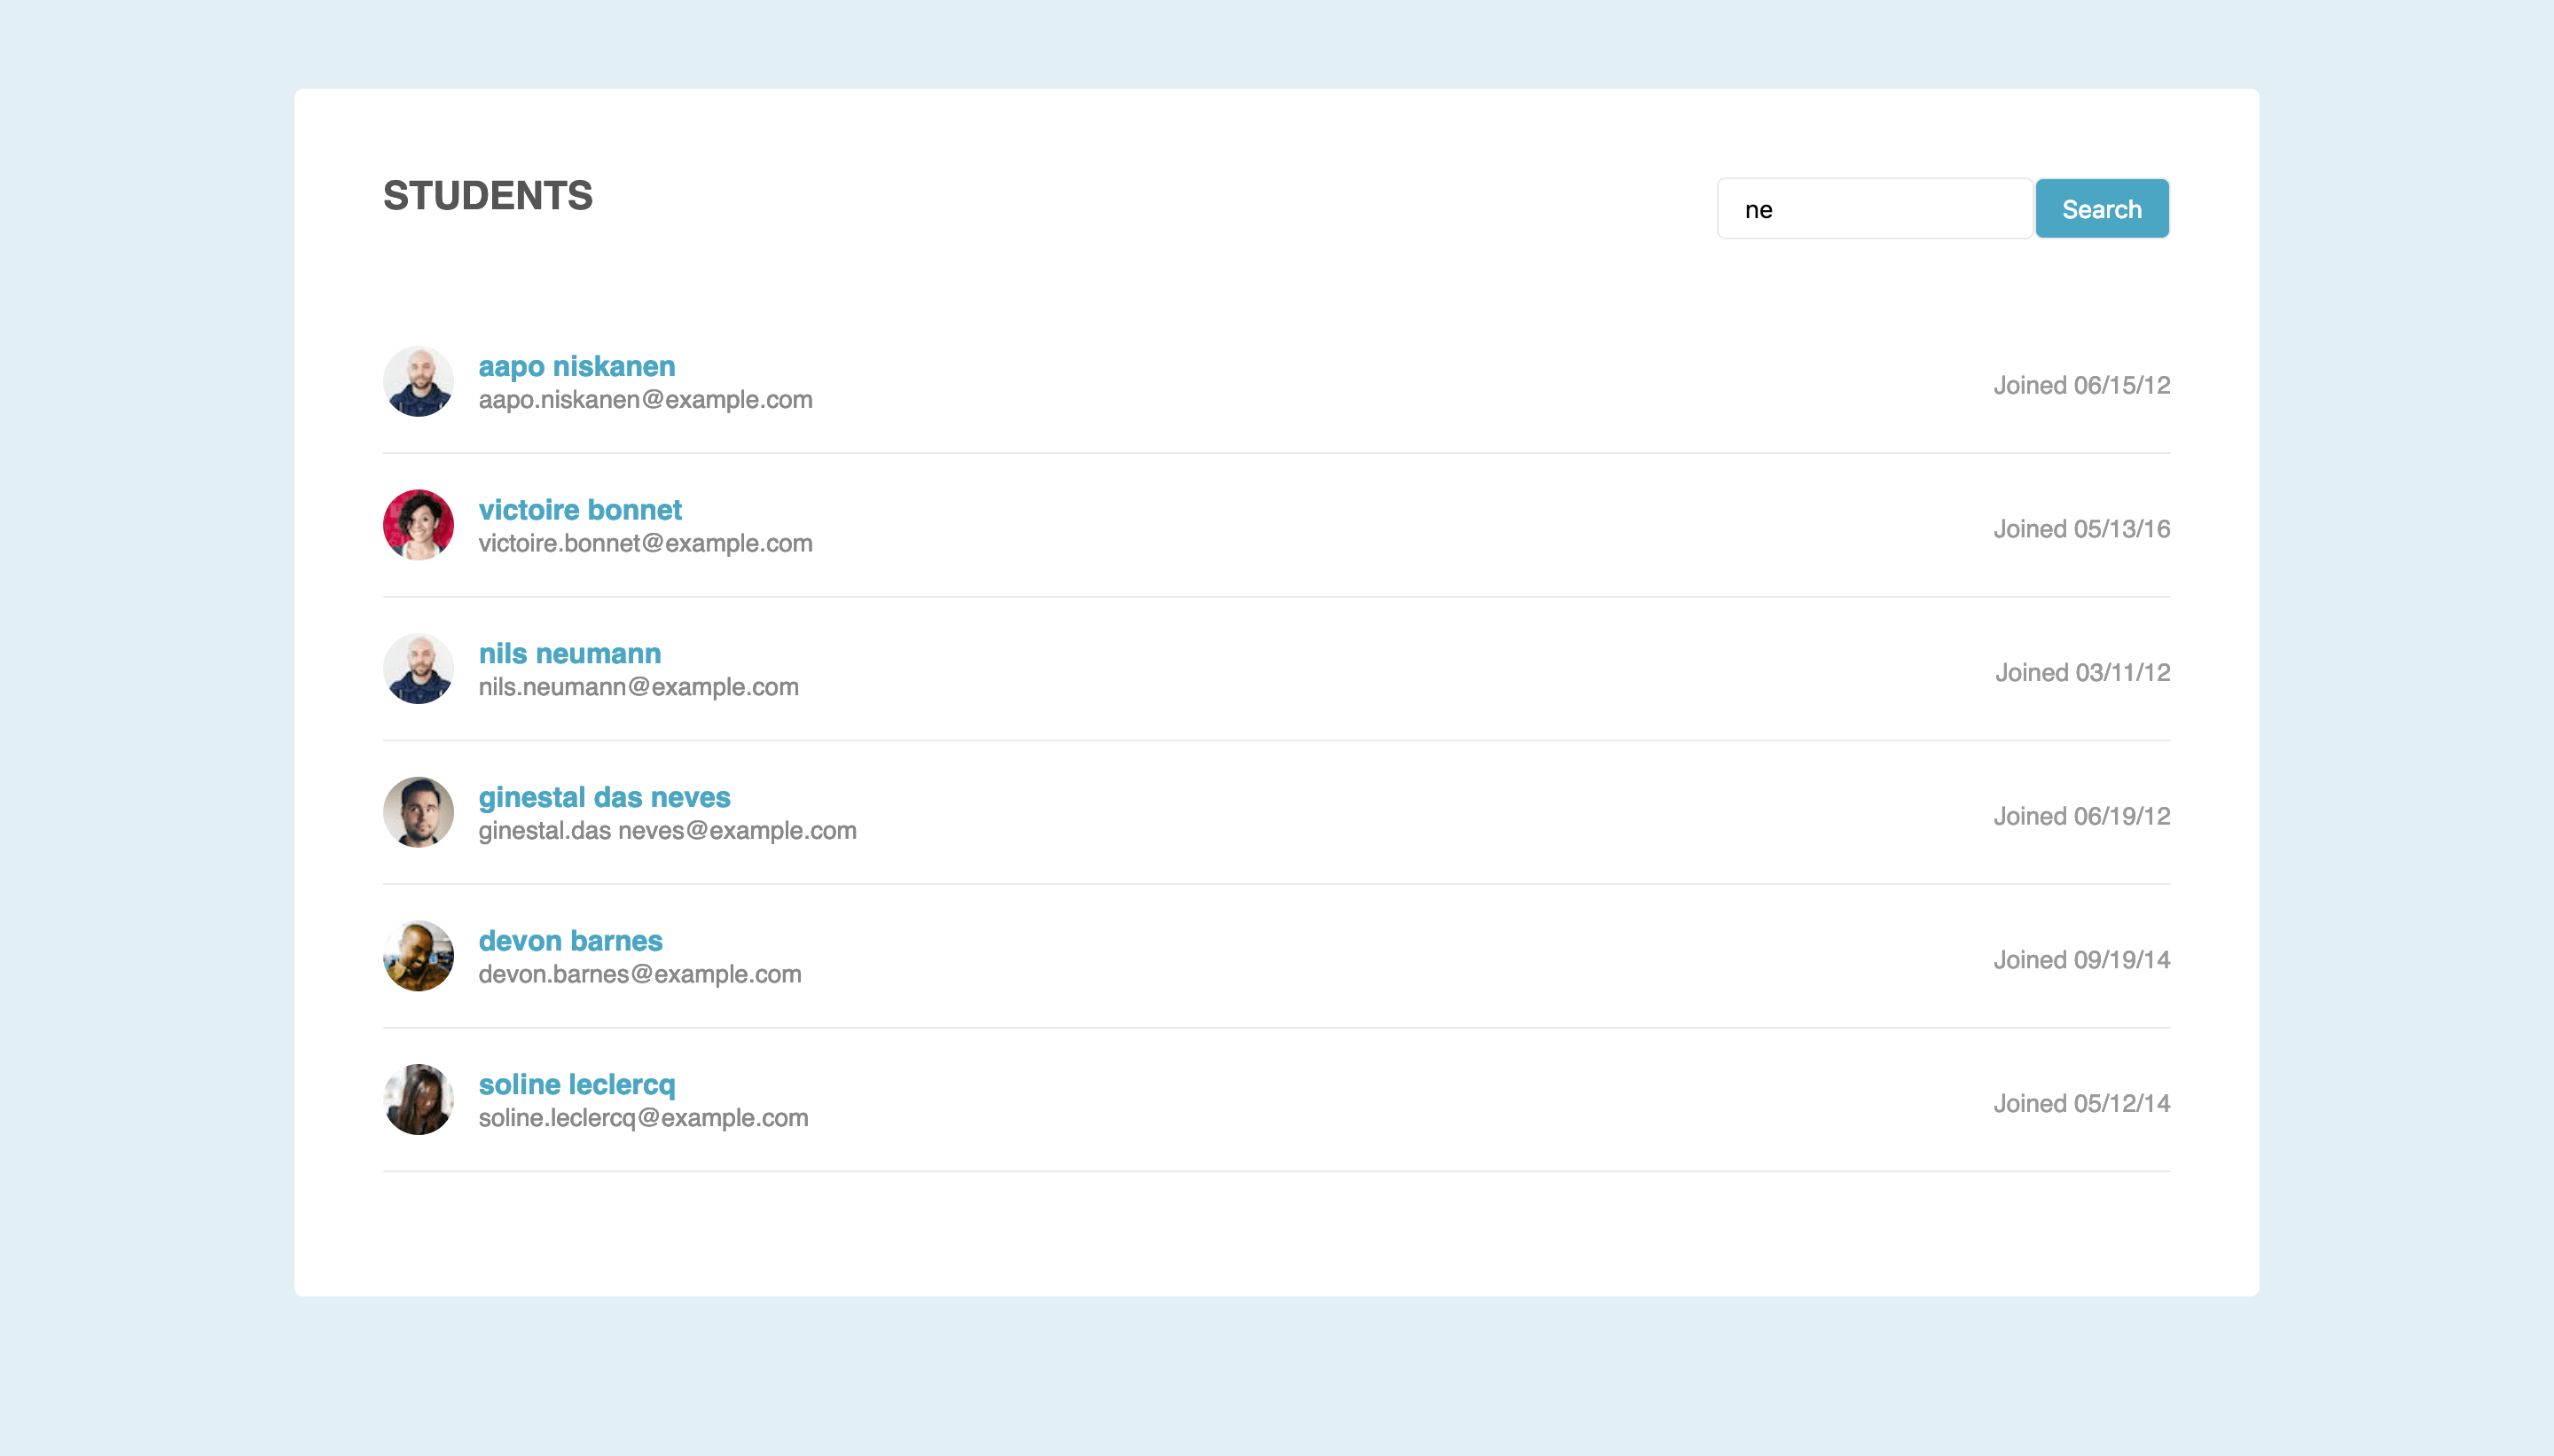 STUDENTS
ne
Search
aapo niskanen
aapo.niskanen@example.com
Joined 06/15/12
victoire bonnet
victoire.bonnet@example.com
Joined 05/13/16
nils neumann
nils.neumann@example.com
Joined 03/11/12
ginestal das neves
ginestal.das neves@example.com
Joined 06/19/12
devon barnes
devon.barnes@example.com
Joined 09/19/14
soline leclercq
soline.leclercq@example.com
Joined 05/12/14